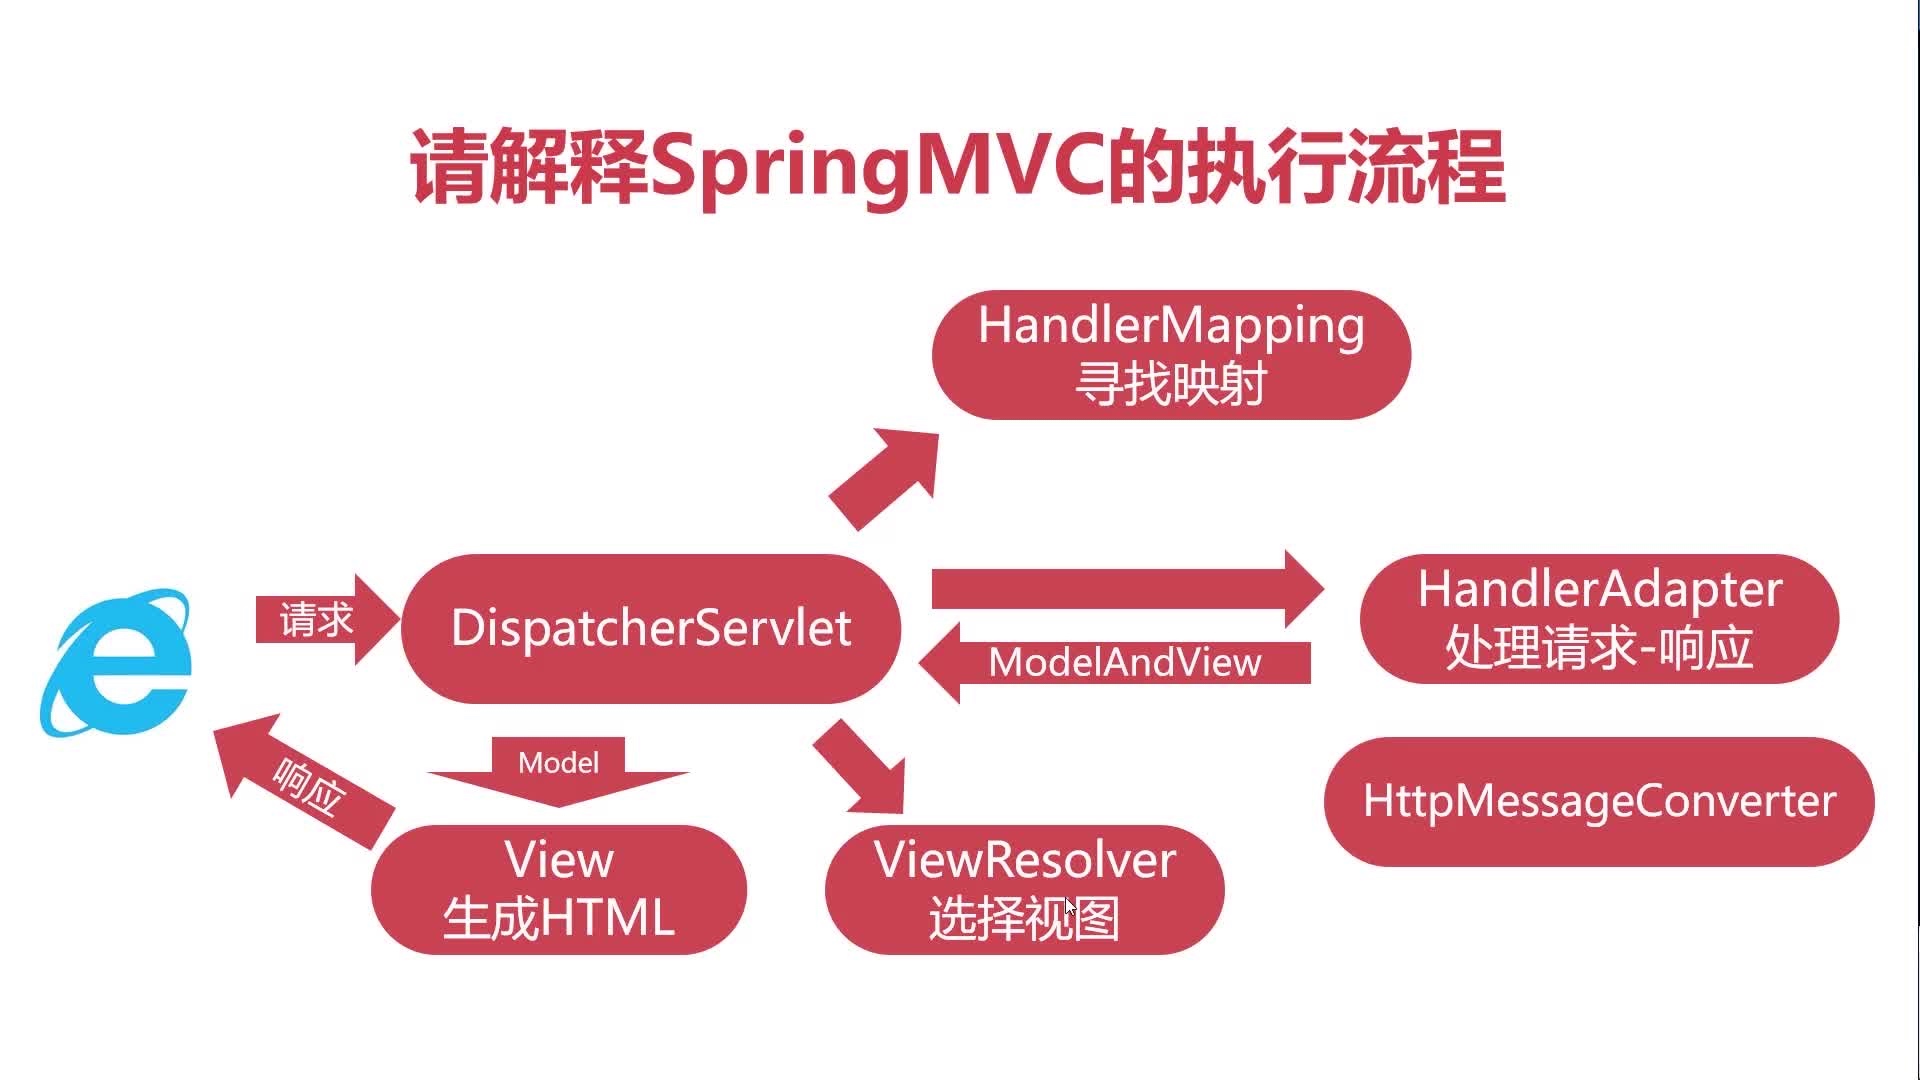 请解释SpringMVC的执行流程
HandlerMapping
寻找映射
请求
DispatcherServlet
HandlerAdapter
处理请求-响应
ModelAndView
响应
Model
HttpMessageConverter
View
生成HTML
ViewResolver
选择视图